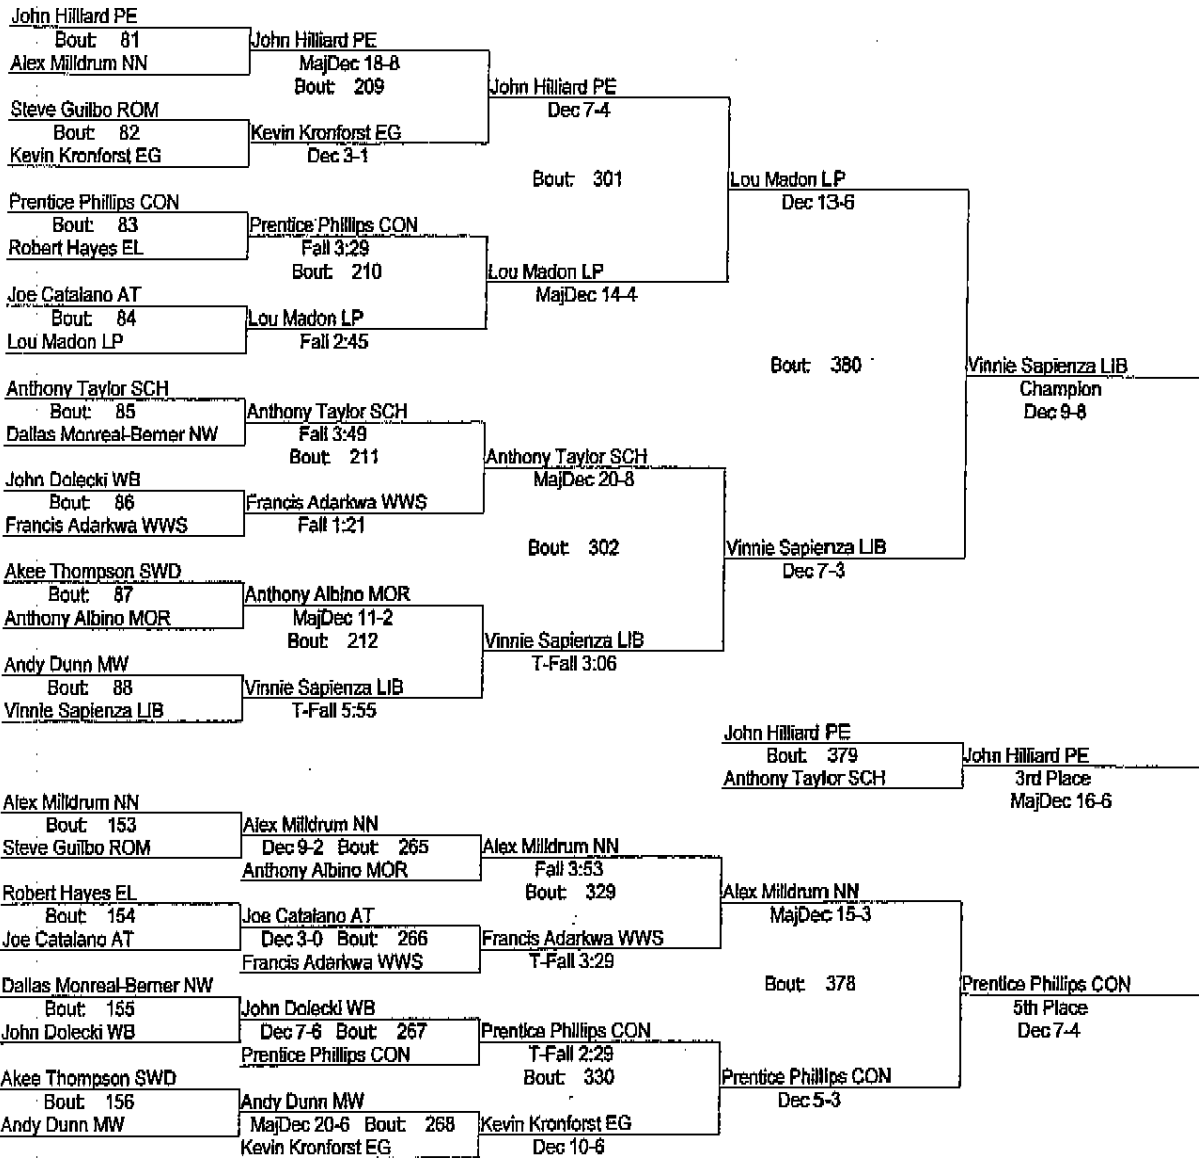 John Hilliard PE
Bout: 81
Alex Milldrum NN
John Hilliard PE
MajDec 18-8
Bout: 209
Steve Guilbo ROM
Bout: 82
Kevin Kronforst EG
Kevin Kronforst EG
Dec 3-1
John Hilliard PE
Dec 7-4
Bout: 301
Prentice Phillips CON
Bout: 83
Robert Hayes EL
Prentice Phillips CON
Fall 3:29
Bout: 210
Joe Catalano AT
Bout: 84
Lou Madon LP
Lou Madon LP
Fall 2:45
Lou Madon LP
MajDec 14-4
Lou Madon LP
Dec 13-6
Bout: 380
Vinnie Sapienza LIB
Champion
Dec 9-8
Anthony Taylor SCH
Bout: 85
Dallas Monreal-Berner NW
Anthony Taylor SCH
Fall 3:49
Bout: 211
John Dolecki WB
Bout: 86
Francis Adarkwa WWS
Francis Adarkwa WWS
Fall 1:21
Anthony Taylor SCH
MajDec 20-8
Bout: 302
Akee Thompson SWD
Bout: 87
Anthony Albino MOR
Anthony Albino MOR
MajDec 11-2
Bout: 212
Andy Dunn MW
Bout: 88
Vinnie Sapienza LIB
Vinnie Sapienza LIB
T-Fall 5:55
Vinnie Sapienza LIB
T-Fall 3:06
Vinnie Sapienza LIB
Dec 7-3
John Hilliard PE
Bout: 379
Anthony Taylor SCH
John Hilliard PE
3rd Place
MajDec 16-6
Alex Milldrum NN
Bout: 153
Steve Guilbo ROM
Alex Milldrum NN
Dec 9-2 Bout: 265
Anthony Albino MOR
Alex Milldrum NN
Fall 3:53
Bout: 329
Robert Hayes EL
Bout: 154
Joe Catalano AT
Joe Catalano AT
Dec 3-0 Bout: 266
Francis Adarkwa WWS
Francis Adarkwa WWS
T-Fall 3:29
Alex Milldrum NN
MajDec 15-3
Bout: 378
Prentice Phillips CON
5th Place
Dec 7-4
Dallas Monreal-Berner NW
Bout: 155
John Dolecki WB
John Dolecki WB
Dec 7-6 Bout: 267
Prentice Phillips CON
Prentice Phillips CON
T-Fall 2:29
Bout: 330
Akee Thompson SWD
Bout: 156
Andy Dunn MW
Andy Dunn MW
MajDec 20-6 Bout: 268
Kevin Kronforst EG
Kevin Kronforst EG
Dec 10-6
Prentice Phillips CON
Dec 5-3